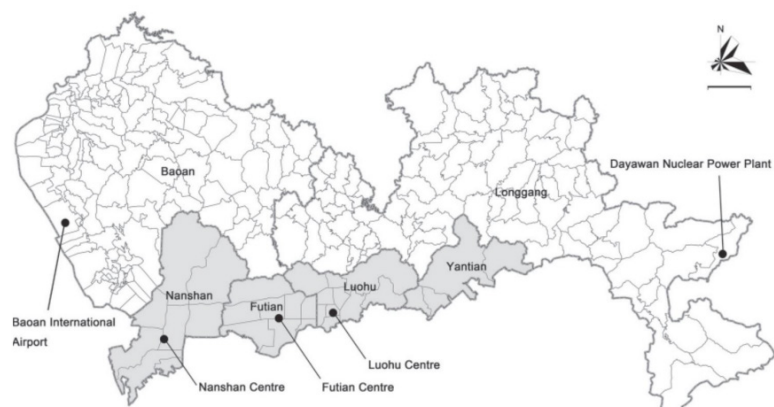 N
Dayawan Nuclear Power Plant
Baoan
Longgang
Yantian
Nanshan
Luohu
Futian
Baoan International
Airport
Luohu Centre
Nanshan Centre
Futian Centre